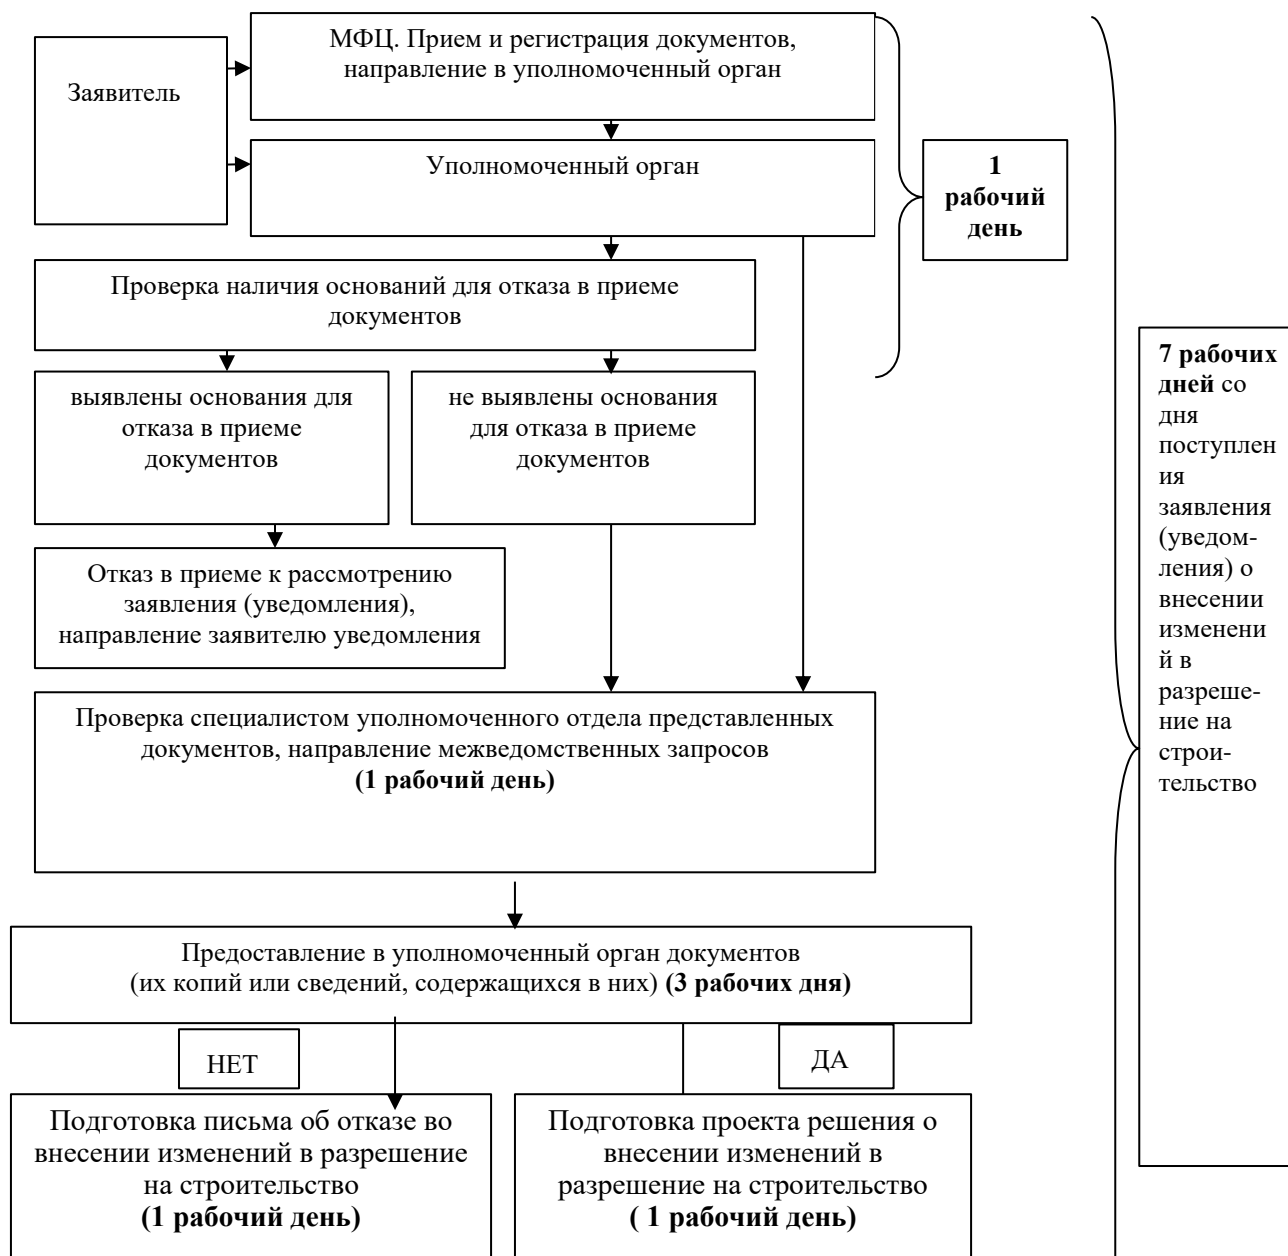 МФЦ. Прием и регистрация документов,
направление в уполномоченный орган
Заявитель
Уполномоченный орган
1
рабочий
день
Проверка наличия оснований для отказа в приеме
документов
выявлены основания для
отказа в приеме
документов
не выявлены основания
для отказа в приеме
документов
Отказ в приеме к рассмотрению
заявления (уведомления),
направление заявителю уведомления
7 рабочих
дней со
дня
поступлен
ия
заявления
(уведом-
ления) о
внесении
изменени
й в
разреше-
ние на
строи-
тельство
Проверка специалистом уполномоченного отдела представленных
документов, направление межведомственных запросов
(1 рабочий день)
Предоставление в уполномоченный орган документов
(их копий или сведений, содержащихся в них) (3 рабочих дня)
НЕТ
ДА
Подготовка письма об отказе во
внесении изменений в разрешение
на строительство
(1 рабочий день)
Подготовка проекта решения о
внесении изменений в
разрешение на строительство
( 1 рабочий день)